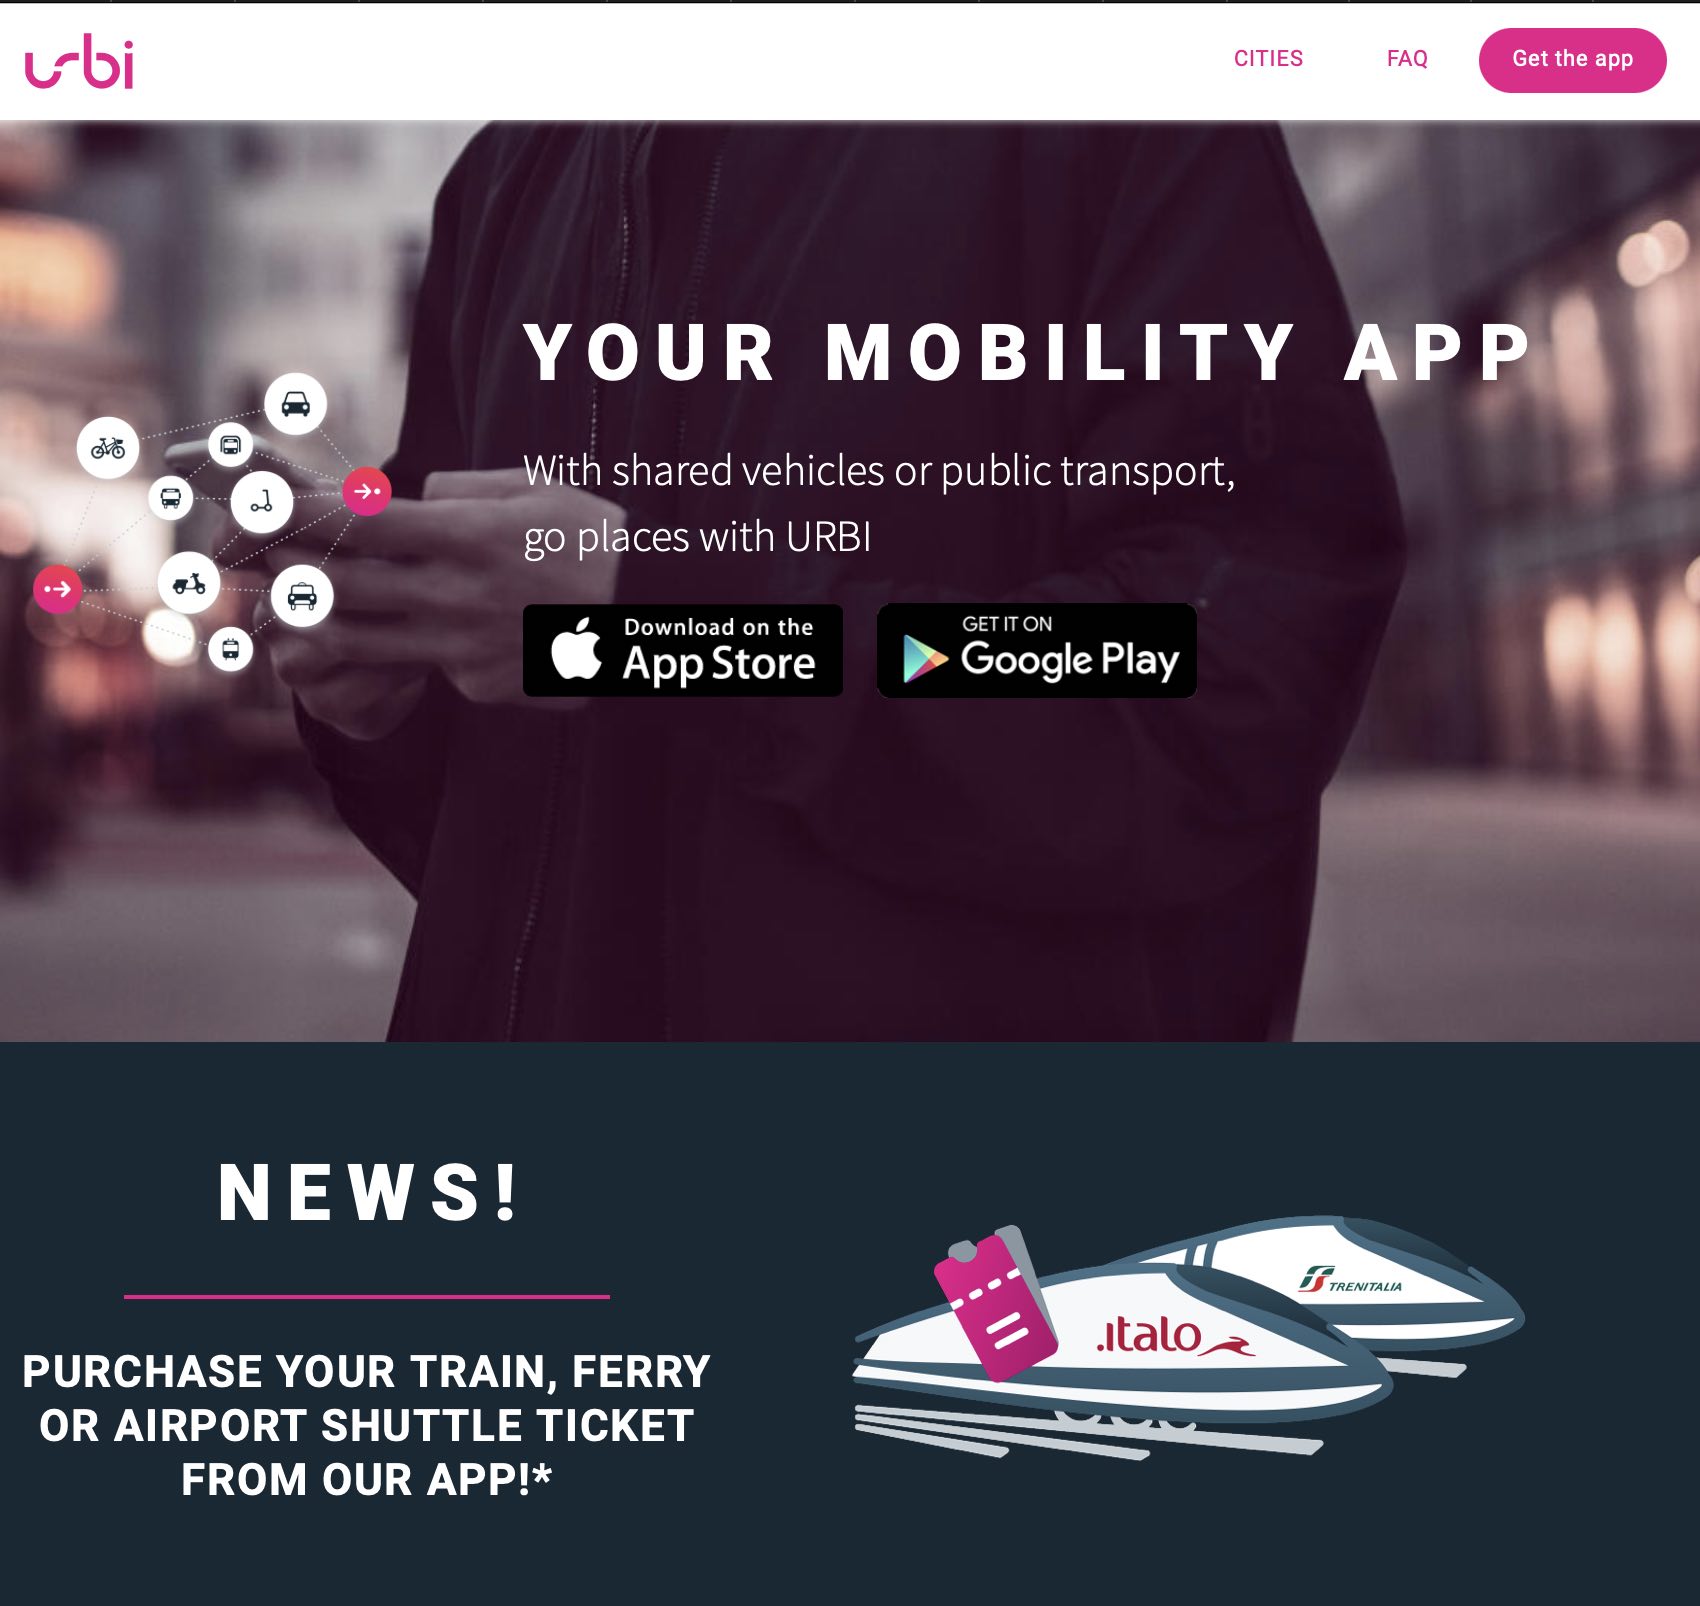 urbi
CITIES
FAQ
Get the app
YOUR MOBILITY APP
With shared vehicles or public transport,
go places with URBI
Download on the
App Store
GET IT ON
Google Play
NEWS!
PURCHASE YOUR TRAIN, FERRY
OR AIRPORT SHUTTLE TICKET
FROM OUR APP!*
TRENITALIA
.italo